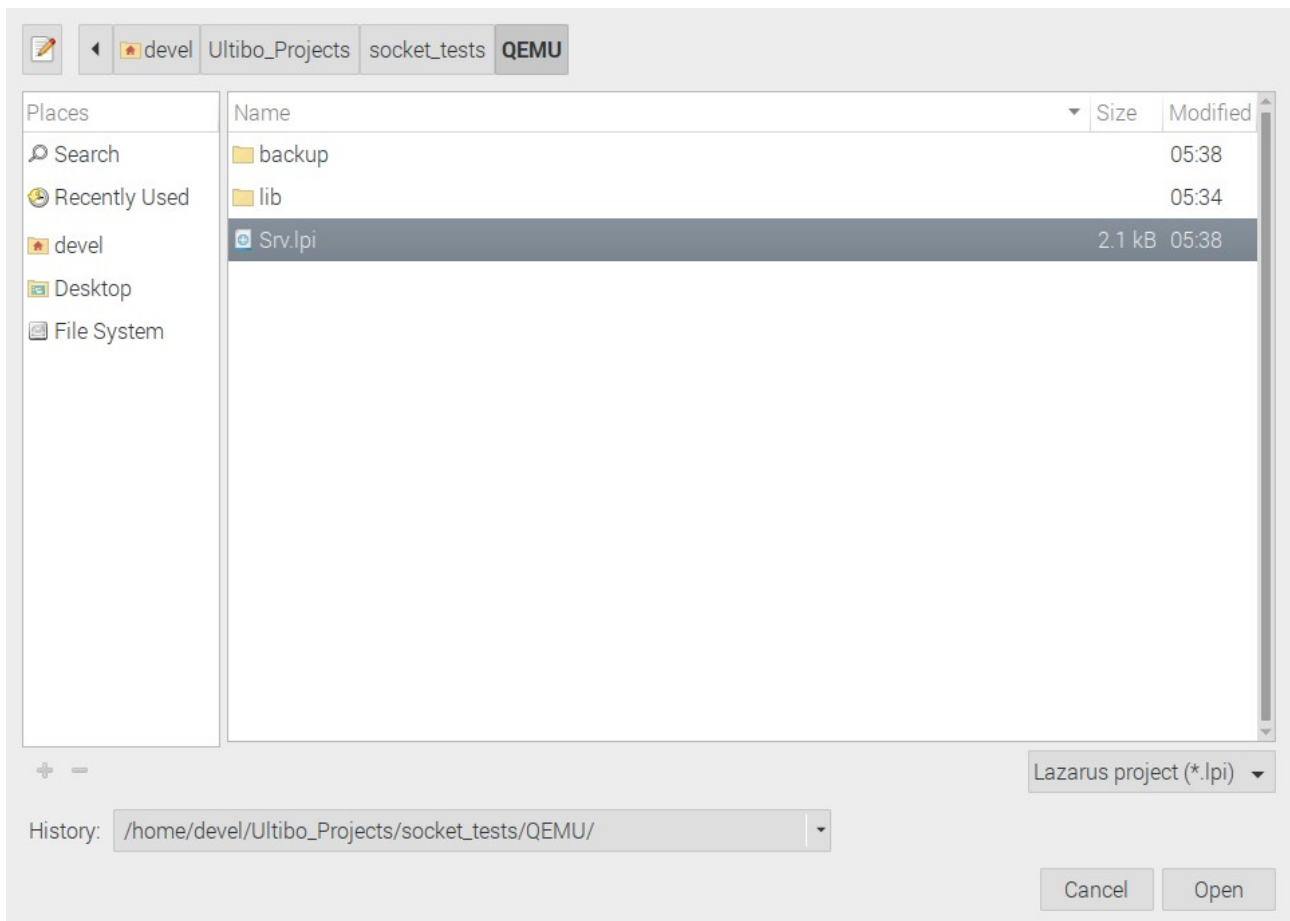 devel Ultibo_Projects socket_tests QEMU
Places
Name Size Modified
Search
backup 05:38
Recently Used
lib 05:34
devel
Srv.lpi 2.1 kB 05:38
Desktop
File System
Lazarus project (*.lpi)
History: /home/devel/Ultibo_Projects/socket_tests/QEMU/
Cancel Open